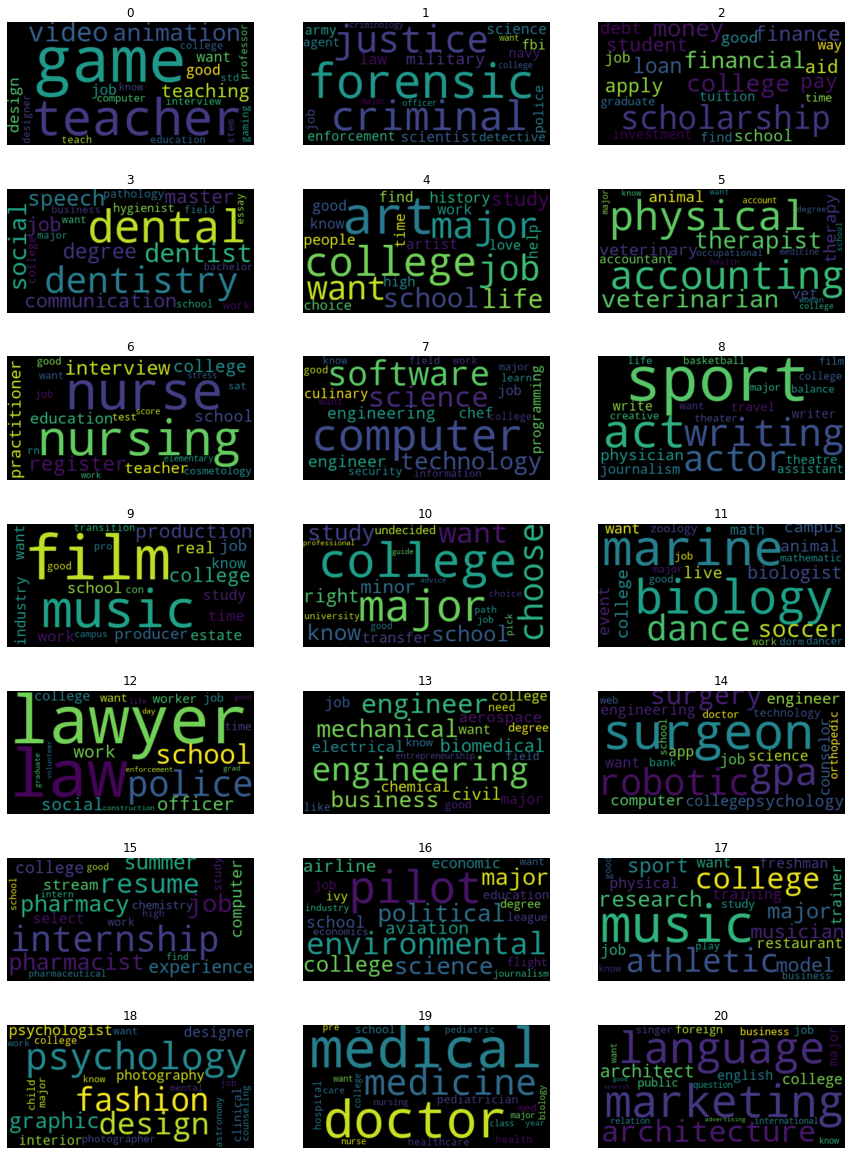 0
video animation
college
want
professor
game
good
job know
teaching
computer
std
design
designer
teacher
interview
stem
gaming
teach
education
1
army
criminology
science
agent
justice
want
fbi
law
military
navy
college
forensic
major
officer
criminal
job
police
enforcement
scientist
detective
2
debt
money
good
finance
student
way
job
loan
financial
aid
apply
college
pay
graduate
tuition
time
scholarship
investment
find
school
3
speech
pathology
master
essay
business
hygienist
field
social
job
want
dental
major
college
degree
dentist
dentistry
bachelor
communication
school
work
4
find
history
study
good
art
work
know
major
people
time
artist
love
help
college
job
want
high
school
life
choice
5
major
know
animal
want
account
physical
degree
therapy
therapist
school
veterinary
occupational
medicine
accountant
health
accounting
veterinarian
vet
woman
college
6
practitioner
good
interview
college
want
nurse
stress
job
sat
education
test
score
school
nursing
rn
register
teacher
elementary
cosmetology
work
7
know
field
work
good
software
major
learn
culinary
want
science
job
programming
engineering
chef
college
computer
engineer
technology
security
information
8
life
basketball
film
sport
college
major
balance
write
want
travel
creative
act
writing
theater
writer
physician
actor
theatre
journalism
assistant
9
transition
production
want
film
pro
real
job
good
know
school
con
college
industry
music
study
time
work
campus
producer
estate
10
study
undecided
want
professional
college
guide
choose
minor
advice
right
major
choice
university
path
pick
know
good
job
transfer
school
11
want
zoology
math
campus
marine
animal
job
mathematic
major
live
biologist
good
biology
event
college
dance
soccer
work
dorm
dancer
12
college
want
life
worker
job
good
lawyer
day
time
work
school
law
graduate
volunteer
enforcement
grad
police
social
construction
officer
13
job
engineer
college
need
mechanical
want
aerospace
degree
electrical
know
biomedical
entrepreneurship
field
engineering
chemical
civil
business
like
good
major
14
web
surgery
engineer
engineering
doctor
technology
surgeon
school
app
counselor
orthopedic
want
bank
job
science
robotic
gpa
computer
college
psychology
15
college
good
summer
study
school
intern
stream
resume
computer
pharmacy
chemistry
job
select
work
high
internship
pharmacist
find
experience
pharmaceutical
16
airline
economic
want
job
pilot
major
ivy
education
industry
political
degree
school
aviation
league
economics
environmental
college
science
flight
journalism
17
good
sport
want
freshman
physical
college
trainer
research
training
study
major
music
musician
job
play
restaurant
know
athletic
model
business
18
psychologist
want
designer
work
college
psychology
child
major
know
photography
job
fashion
mental
graphic
design
astronomy
clinical
counseling
interior
photographer
19
pre
school
pediatric
medical
want
medicine
hospital
care
college
nursing
pediatrician
med
biology
doctor
major
class
year
nurse
healthcare
health
20
singer
foreign
business
job
want
language
major
architect
good
public
english
college
spanish
question
marketing
relation
advertising
international
architecture
know